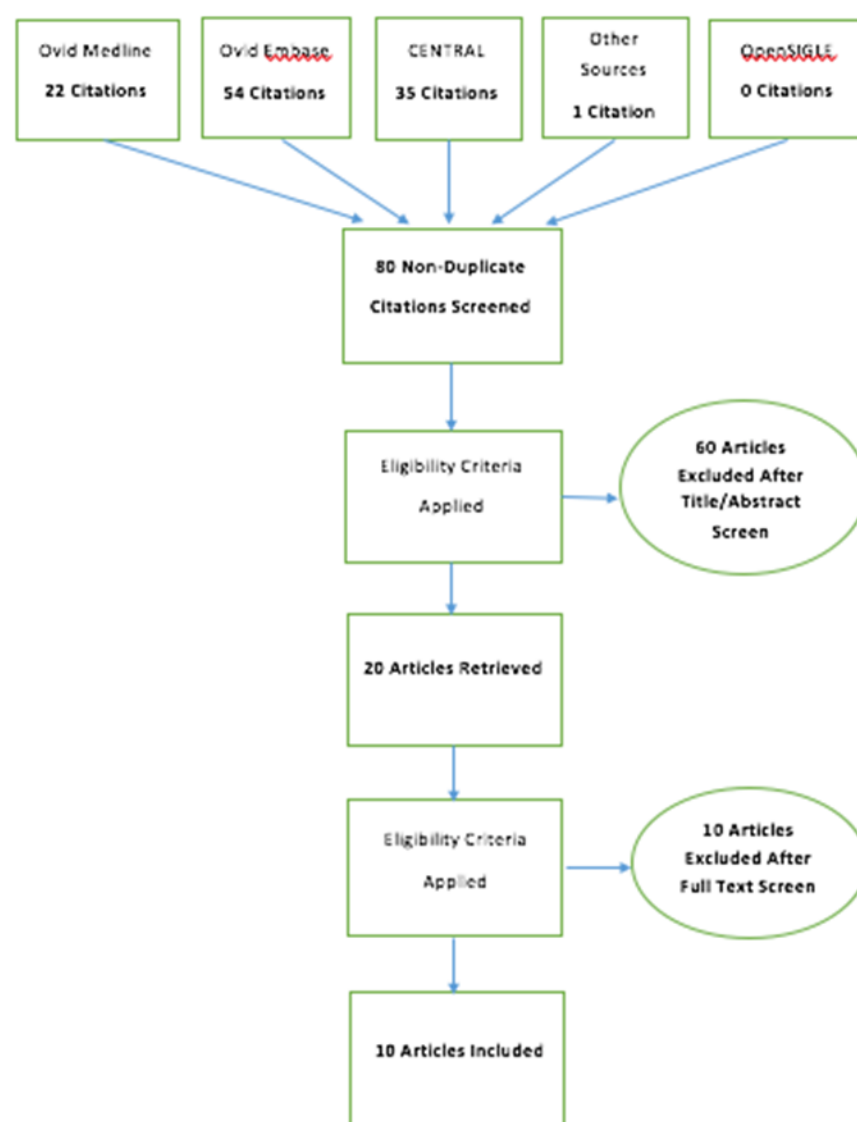 Ovid Medline
22 Citations
Ovid Embase
54 Citations
CENTRAL
35 Citations
Other
Sources
1 Citation
OpenSIGLE
0 Citations
80 Non-Duplicate
Citations Screened
Eligibility Criteria
Applied
60 Articles
Excluded After
Title/Abstract
Screen
20 Articles Retrieved
Eligibility Criteria
Applied
10 Articles
Excluded After
Full Text Screen
10 Articles Included